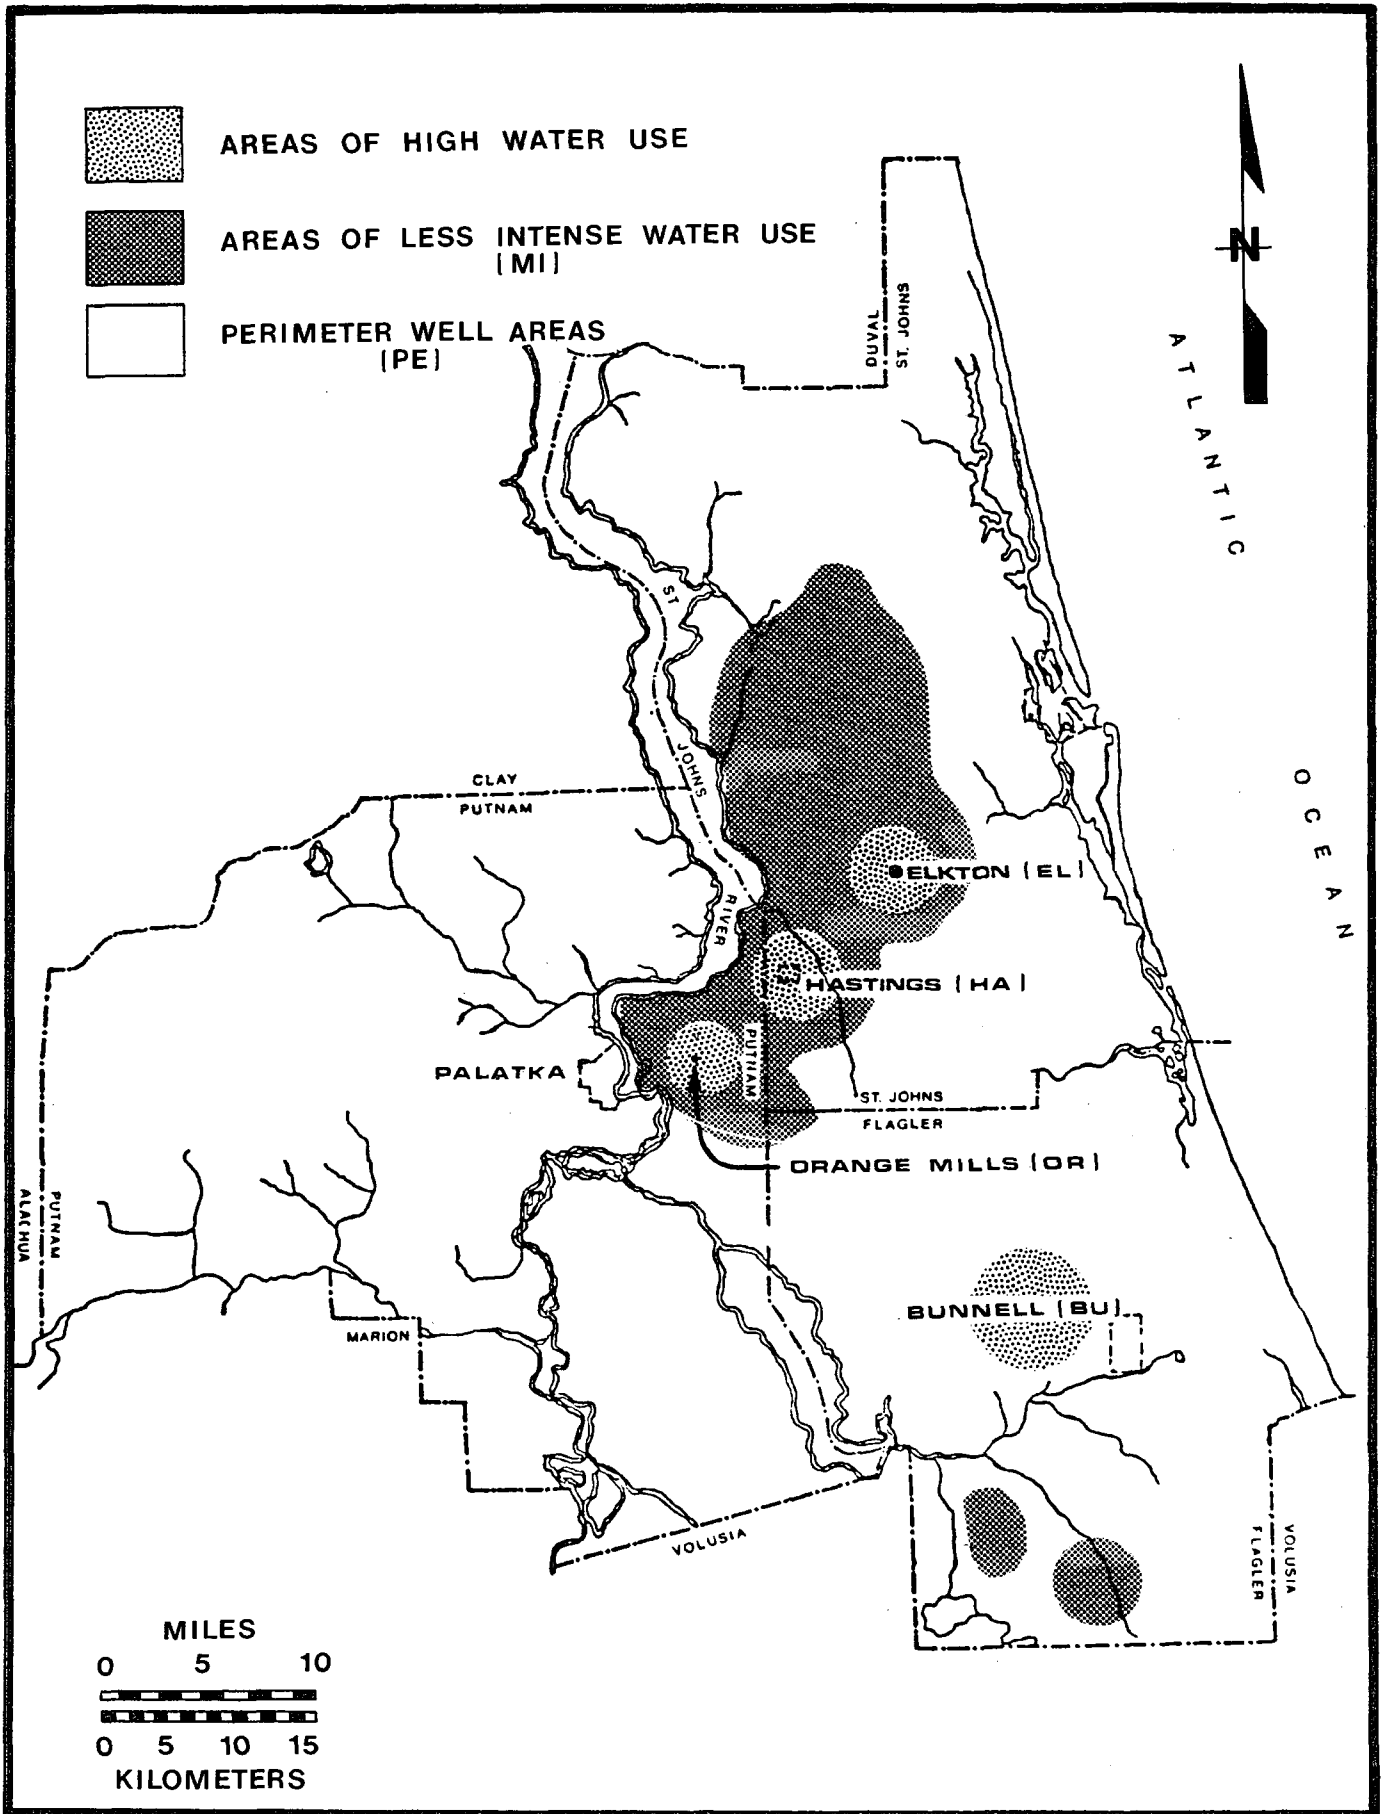 AREAS OF HIGH WATER USE
AREAS OF LESS INTENSE WATER USE
(MI)
PERIMETER WELL AREAS
(PE)
N
DUVAL
ST. JOHNS
ATLANTIC
OCEAN
ST
JOHNS
RIVER
CLAY
PUTNAM
ELKTON (EL)
HASTINGS (HA)
PUTNAM
PALATKA
ST. JOHNS
FLAGLER
ORANGE MILLS (OR)
PUTNAM
ALACHUA
BUNNELL (BU)
MARION
VOLUSIA
VOLUSIA
FLAGLER
MILES
0 5 10
0 5 10 15
KILOMETERS